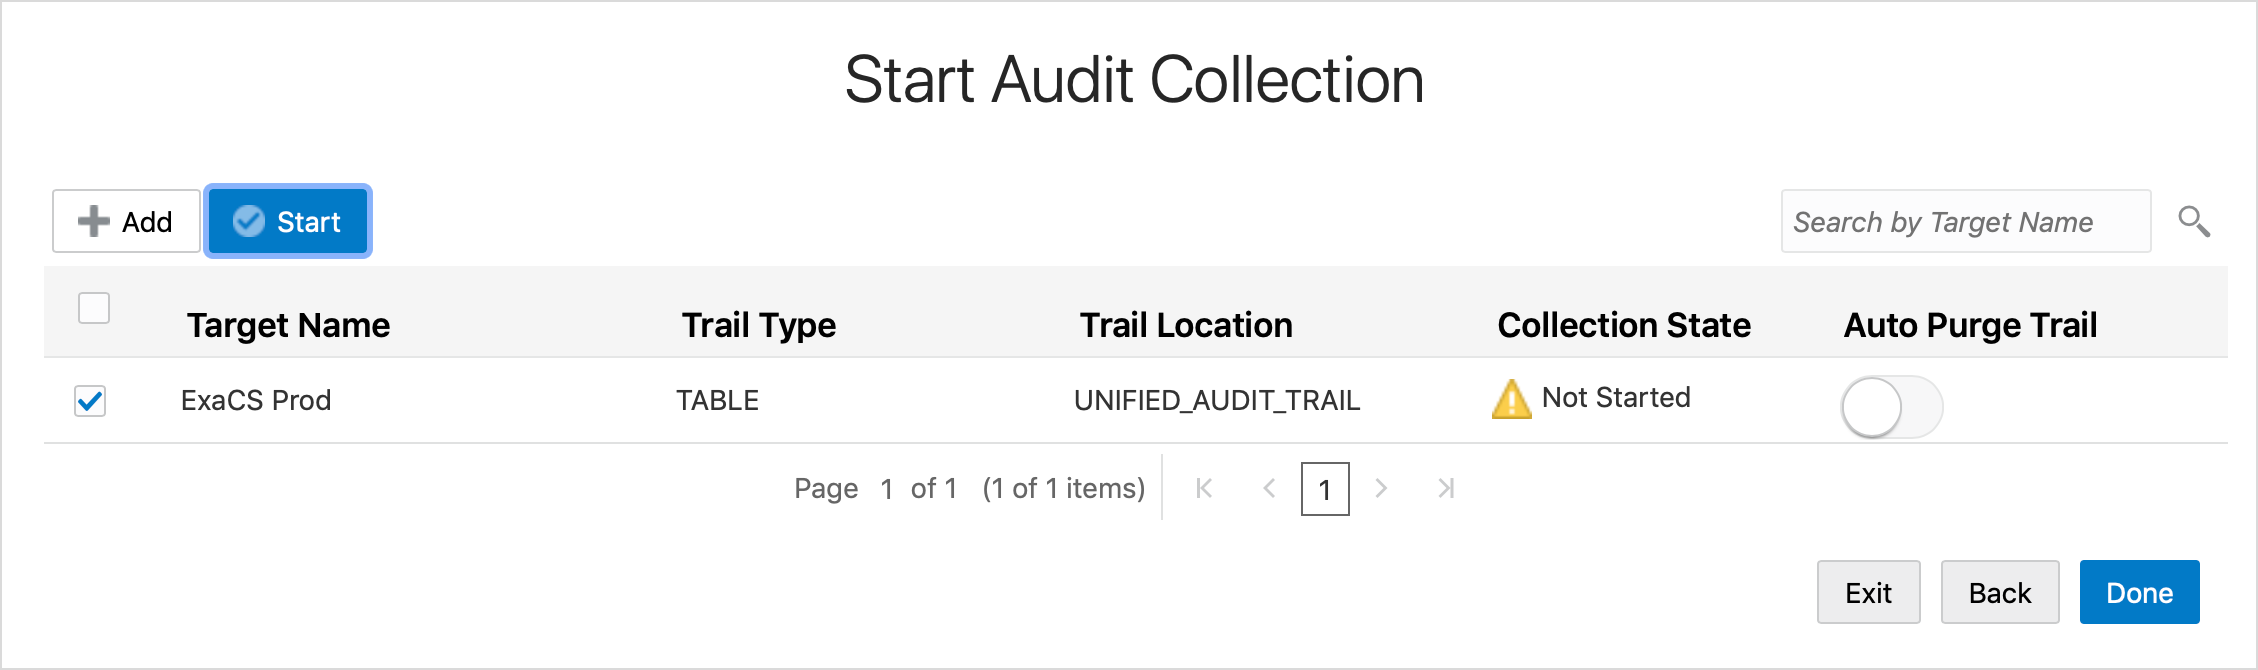 Start Audit Collection
Add Start Search by Target Name
Target Name Trail Type Trail Location Collection State Auto Purge Trail
ExaCS Prod TABLE UNIFIED_AUDIT_TRAIL Not Started
Page 1 of 1 (1 of 1 items) 1
Exit Back Done